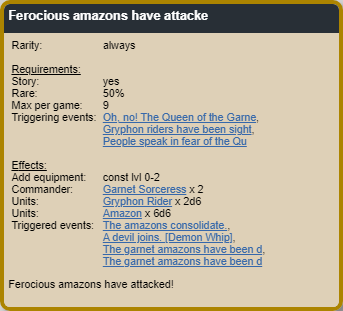 Ferocious amazons have attacke
Rarity: always
Requirements:
Story: yes
Rare: 50%
Max per game: 9
Triggering events: Oh, no! The Queen of the Garne,
Gryphon riders have been sight,
People speak in fear of the Qu
Effects:
Add equipment: const lvl 0-2
Commander: Garnet Sorceress x 2
Units: Gryphon Rider x 2d6
Units: Amazon x 6d6
Triggered events: The amazons consolidate.,
A devil joins. [Demon Whip],
The garnet amazons have been d,
The garnet amazons have been d
Ferocious amazons have attacked!